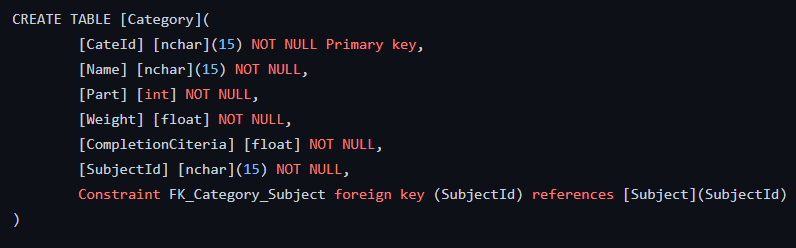 CREATE TABLE [Category](
[CateId] [nchar](15) NOT NULL Primary key,
[Name] [nchar](15) NOT NULL,
[Part] [int] NOT NULL,
[Weight] [float] NOT NULL,
[CompletionCiteria] [float] NOT NULL,
[SubjectId] [nchar](15) NOT NULL,
Constraint FK_Category_Subject foreign key (SubjectId) references [Subject](SubjectId)
)